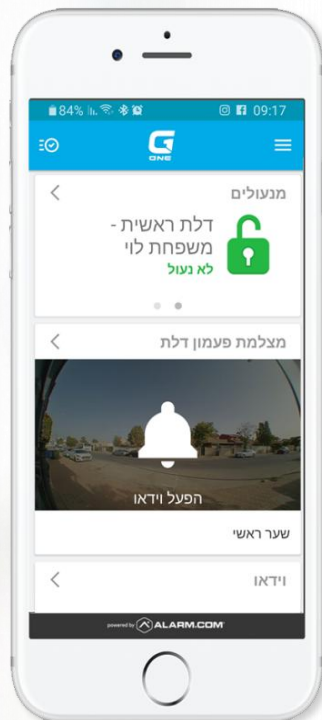 84% 09:17
G
ONE
מנעולים
דלת ראשית -
משפחת לוי
לא נעול
מצלמת פעמון דלת
הפעל וידאו
שער ראשי
וידאו
powered by ALARM.COM